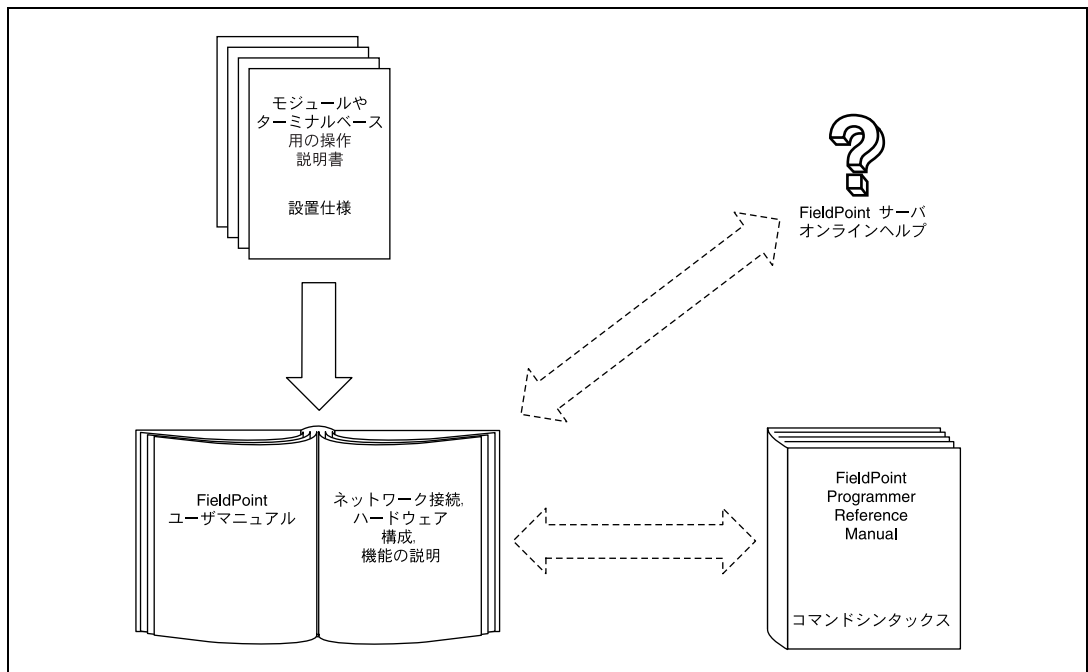 モジュールや
ターミナルベース
用の操作
説明書
設置仕様
FieldPoint サーバ
オンラインヘルプ
FieldPoint
ユーザマニュアル
ネットワーク接続,
ハードウェア
構成,
機能の説明
FieldPoint
Programmer
Reference
Manual
コマンドシンタックス